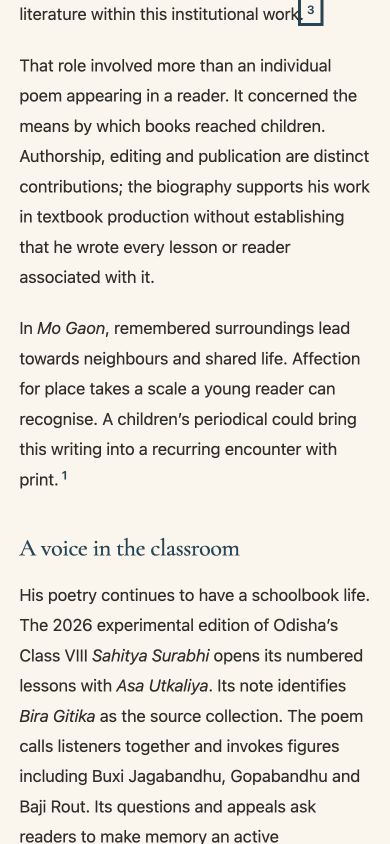 literature within this institutional work. 3
That role involved more than an individual
poem appearing in a reader. It concerned the
means by which books reached children.
Authorship, editing and publication are distinct
contributions; the biography supports his work
in textbook production without establishing
that he wrote every lesson or reader
associated with it.
In Mo Gaon, remembered surroundings lead
towards neighbours and shared life. Affection
for place takes a scale a young reader can
recognise. A children’s periodical could bring
this writing into a recurring encounter with
print. 1
A voice in the classroom
His poetry continues to have a schoolbook life.
The 2026 experimental edition of Odisha’s
Class VIII Sahitya Surabhi opens its numbered
lessons with Asa Utkaliya. Its note identifies
Bira Gitika as the source collection. The poem
calls listeners together and invokes figures
including Buxi Jagabandhu, Gopabandhu and
Baji Rout. Its questions and appeals ask
readers to make memory an active